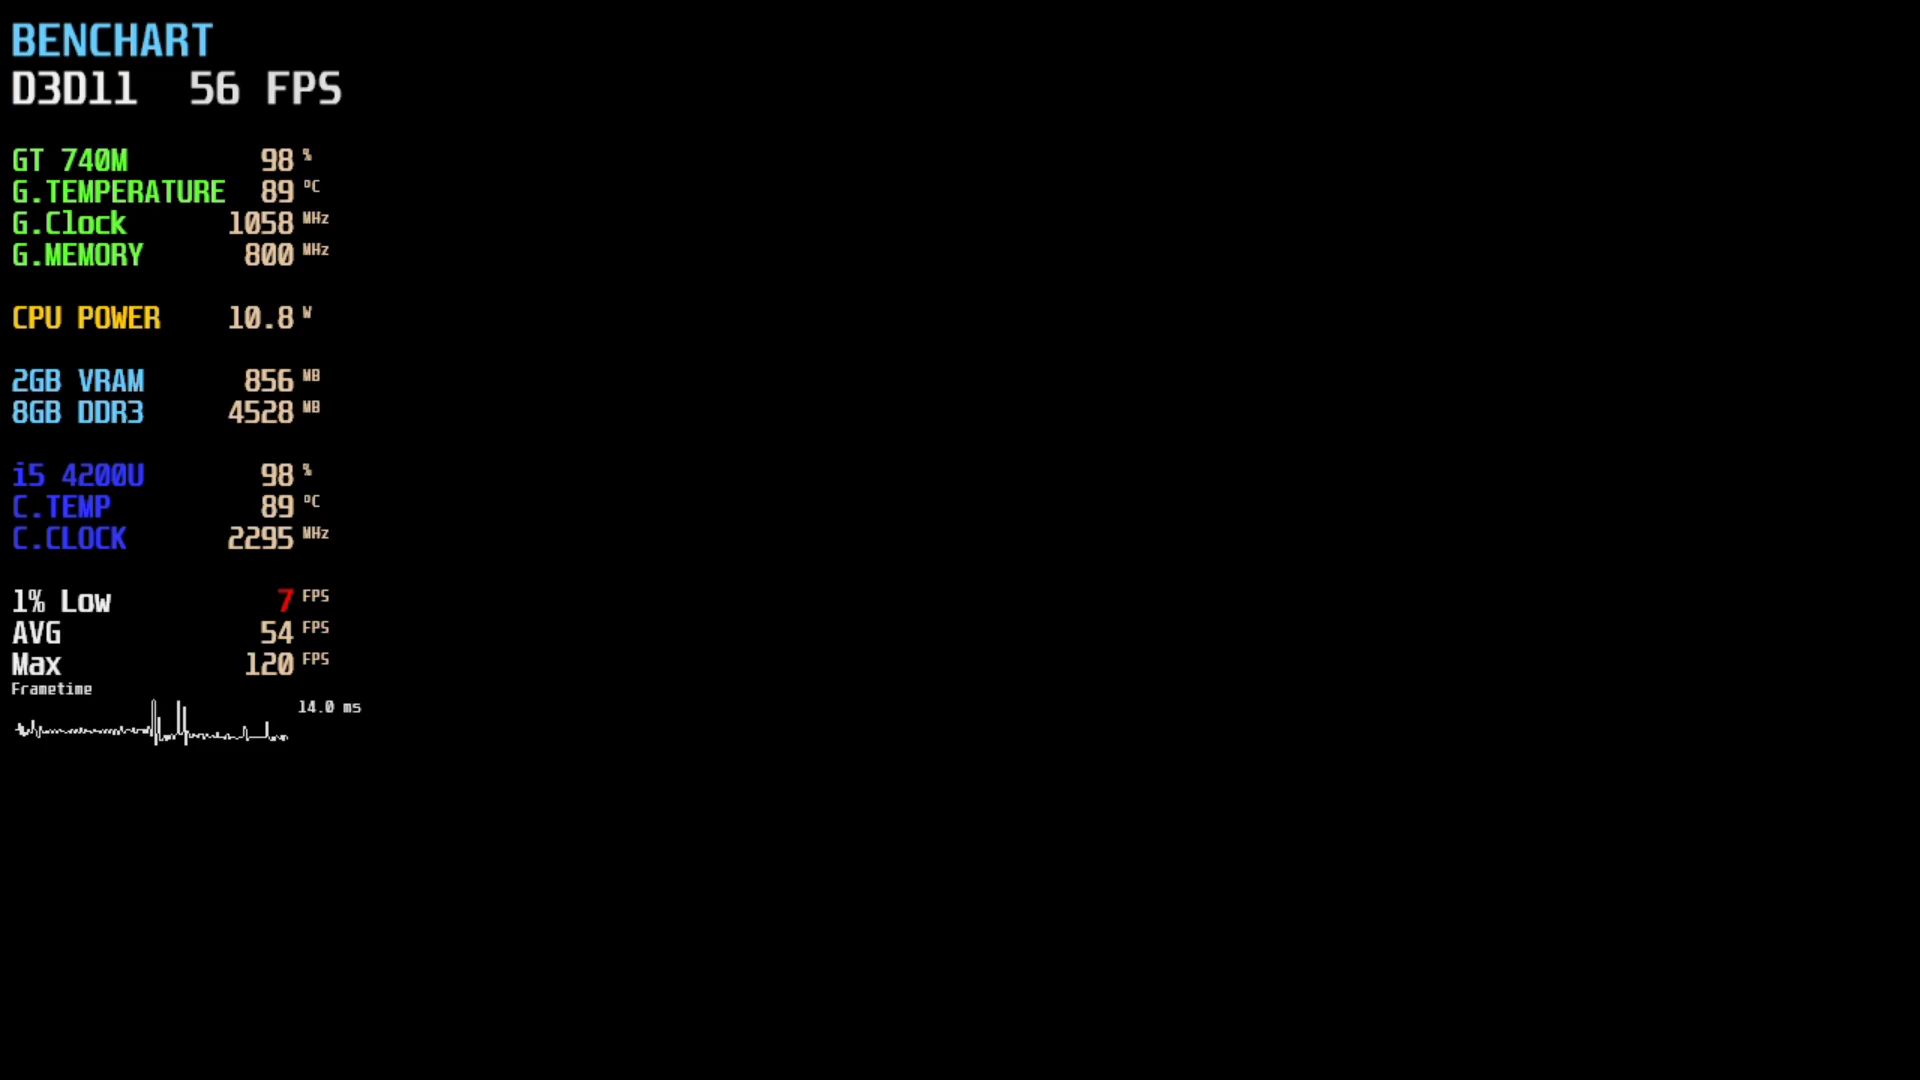 BENCHART
D3D11 56 FPS
GT 740M 98 %
G.TEMPERATURE 89 °C
G.Clock 1058 MHz
G.MEMORY 800 MHz
CPU POWER 10.8 W
2GB VRAM 856 MB
8GB DDR3 4528 MB
i5 4200U 98 %
C.TEMP 89 °C
C.CLOCK 2295 MHz
1% Low 7 FPS
AVG 54 FPS
Max 120 FPS
Frametime
14.0 ms